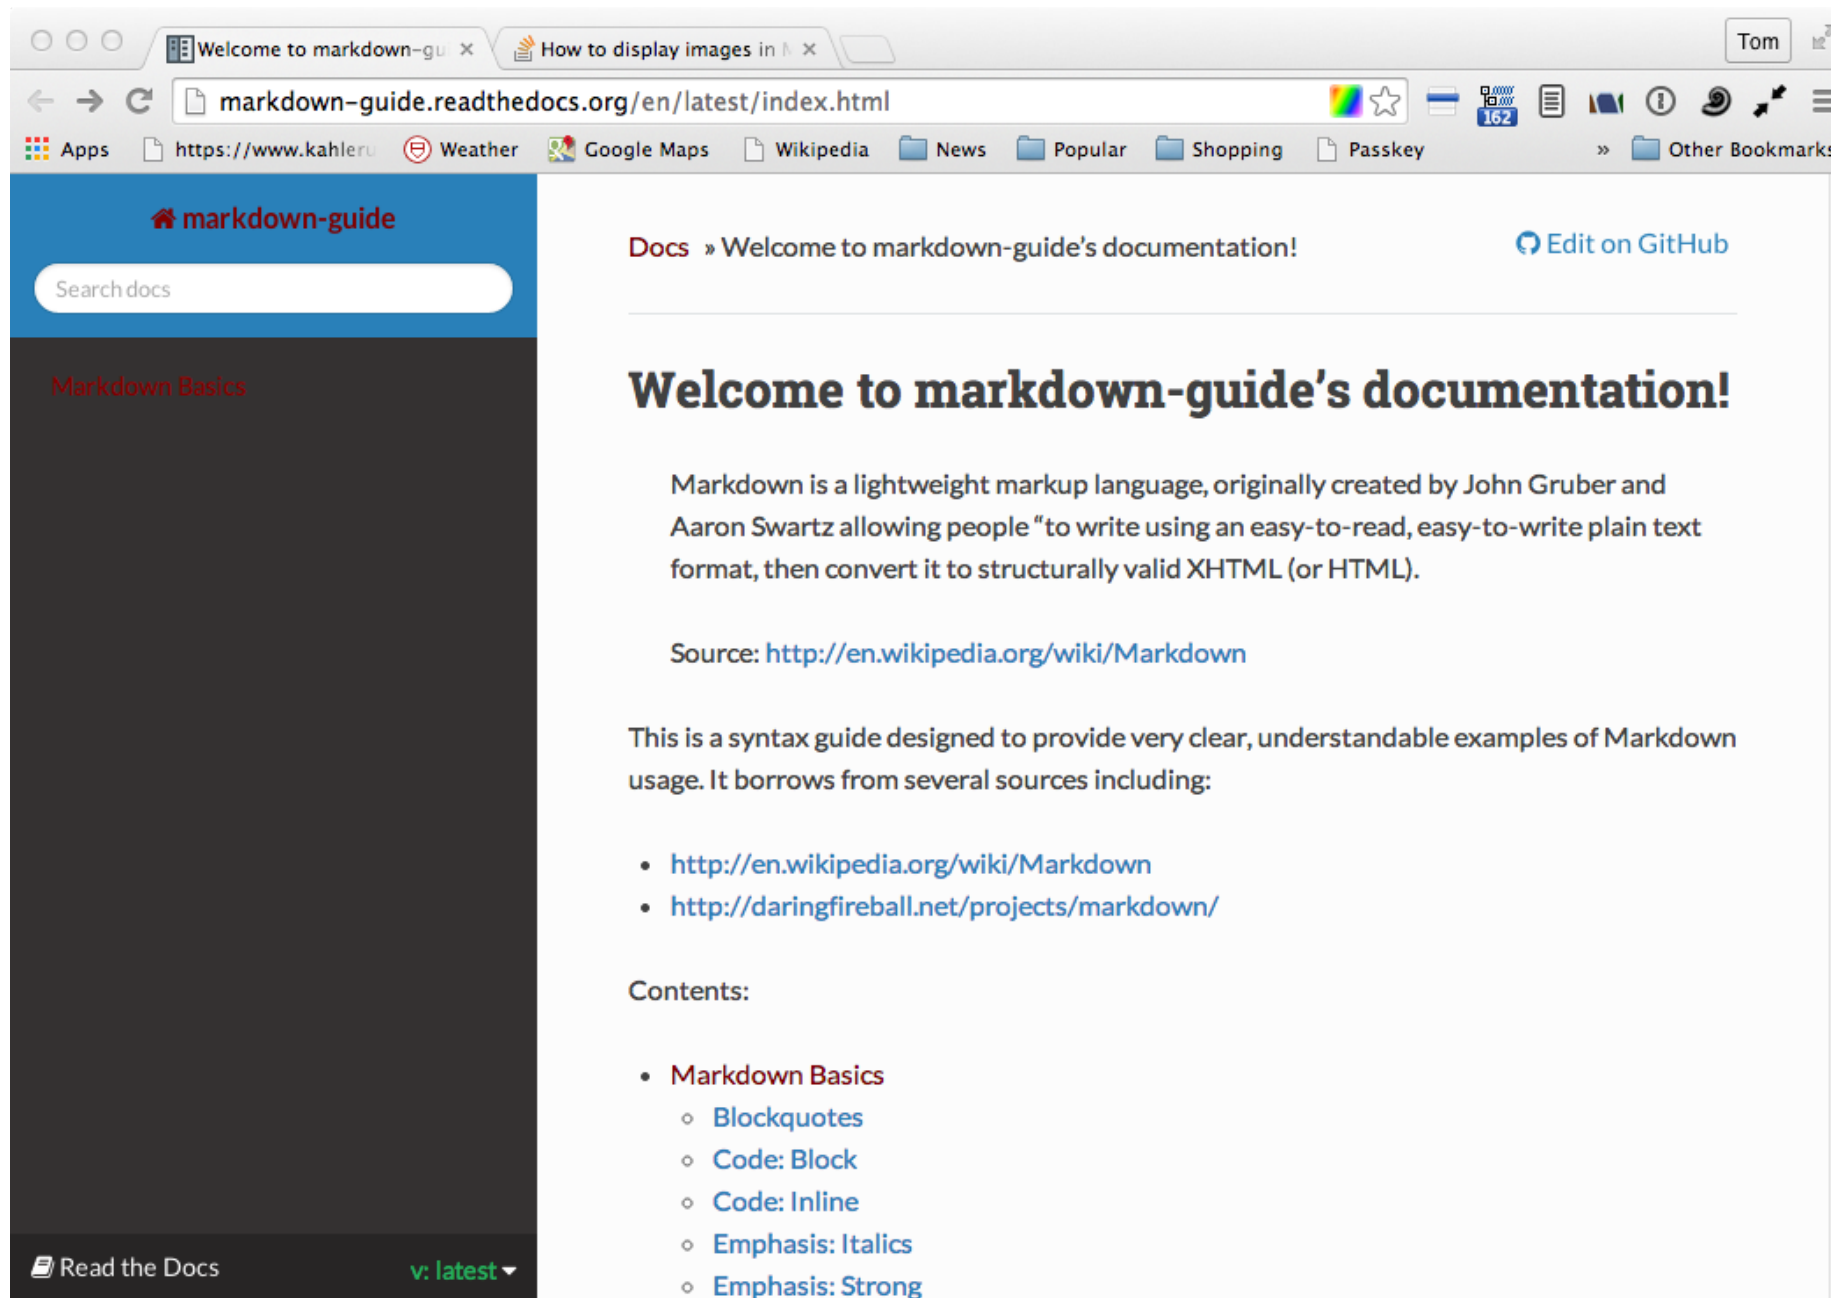 Welcome to markdown-gu
How to display images in M
Tom
markdown-guide.readthedocs.org/en/latest/index.html
162
Apps
https://www.kahleru
Weather
Google Maps
Wikipedia
News
Popular
Shopping
Passkey
»
Other Bookmarks
markdown-guide
Search docs
Markdown Basics
Read the Docs
v: latest
Docs » Welcome to markdown-guide’s documentation!
Edit on GitHub
Welcome to markdown-guide’s documentation!
Markdown is a lightweight markup language, originally created by John Gruber and
Aaron Swartz allowing people “to write using an easy-to-read, easy-to-write plain text
format, then convert it to structurally valid XHTML (or HTML).
Source: http://en.wikipedia.org/wiki/Markdown
This is a syntax guide designed to provide very clear, understandable examples of Markdown
usage. It borrows from several sources including:
• http://en.wikipedia.org/wiki/Markdown
• http://daringfireball.net/projects/markdown/
Contents:
• Markdown Basics
◦ Blockquotes
◦ Code: Block
◦ Code: Inline
◦ Emphasis: Italics
◦ Emphasis: Strong